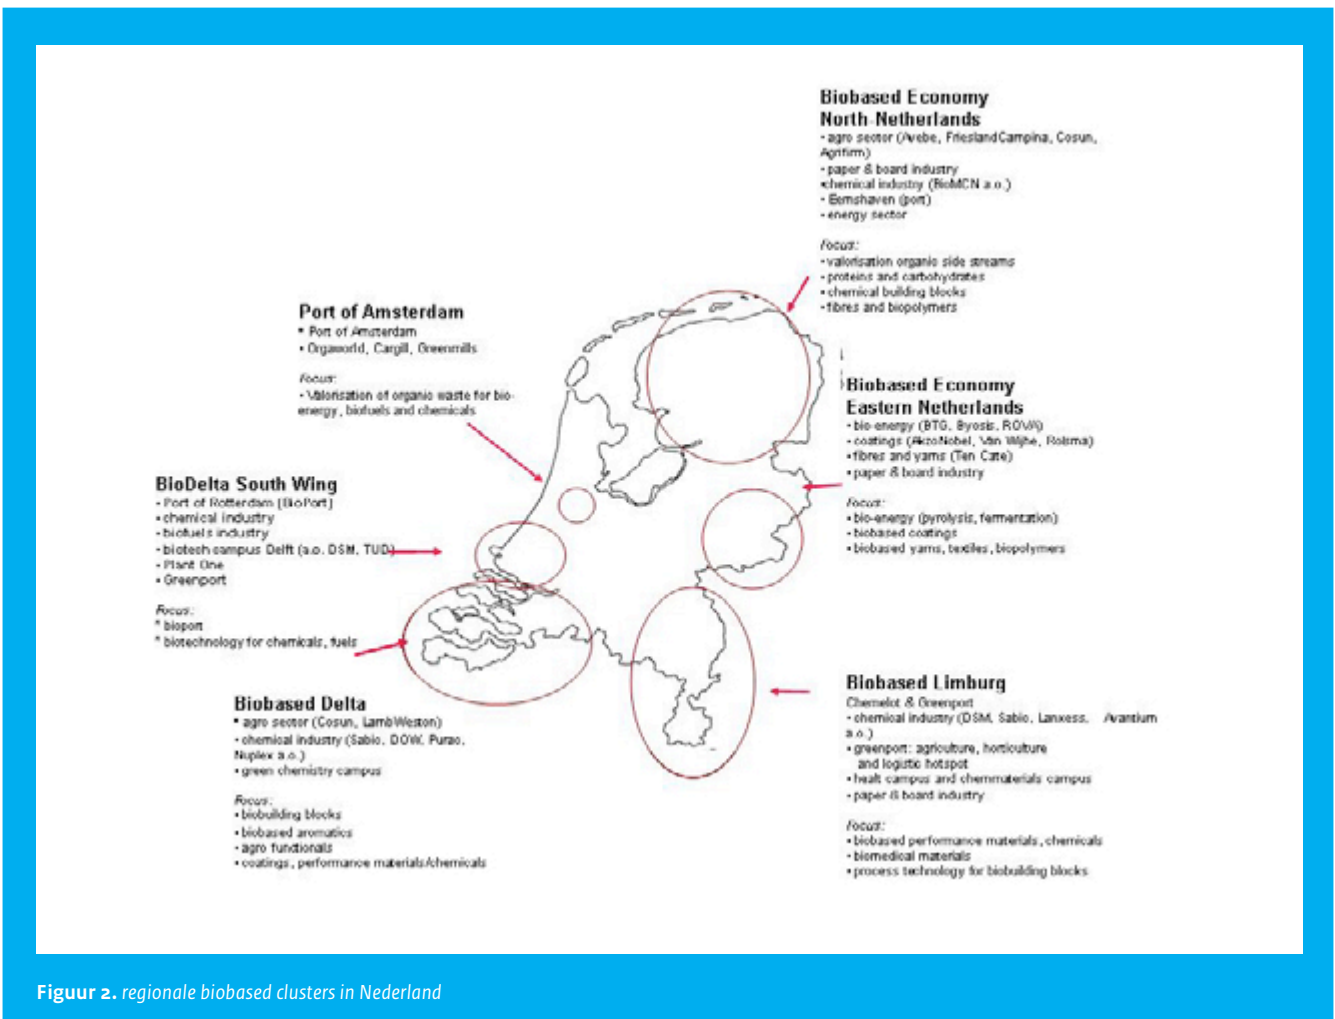 Biobased Economy
North-Netherlands
- agro sector (Avebe, FrieslandCampina, Cosun,
Agrifirm)
- paper & board industry
•chemical industry (BioMCN a.o.)
- Eemshaven (port)
- energy sector
Focus:
- valorisation organic side streams
- proteins and carbohydrates
• chemical building blocks
- fibres and biopolymers
Port of Amsterdam
• Port of Amsterdam
• Orgaworld, Cargill, Greenmills
Focus:
- Valorisation of organic waste for bio-
energy, biofuels and chemicals
Biobased Economy
Eastern Netherlands
• bio-energy (BTG, Byosis, ROVA)
- coatings (AkzoNobel, Van Wijhe, Rolsma)
• fibres and yarns (Ten Cate)
• paper & board industry
Focus:
• bio-energy (pyrolysis, fermentation)
• biobased coatings
• biobased yarns, textiles, biopolymers
BioDelta South Wing
- Port of Rotterdam (BioPort)
• chemical industry
- biofuels industry
- biotech campus Delft (a.o. DSM, TUD)
- Plant One
• Greenport
Focus:
* bioport
* biotechnology for chemicals, fuels
Biobased Delta
• agro sector (Cosun, LambWeston)
- chemical industry (Sabic, DOW, Purac,
Nuplex a.o.)
• green chemistry campus
Focus:
• biobuilding blocks
• biobased aromatics
- agro functionals
• coatings, performance materials/chemicals
Biobased Limburg
Chemelot & Greenport
- chemical industry (DSM, Sabic, Lanxess, Avantium
a.o.)
• greenport: agriculture, horticulture
and logistic hotspot
• healt campus and chemmaterials campus
- paper & board industry
Focus:
• biobased performance materials, chemicals
- biomedical materials
• process technology for biobuilding blocks
Figuur 2. regionale biobased clusters in Nederland